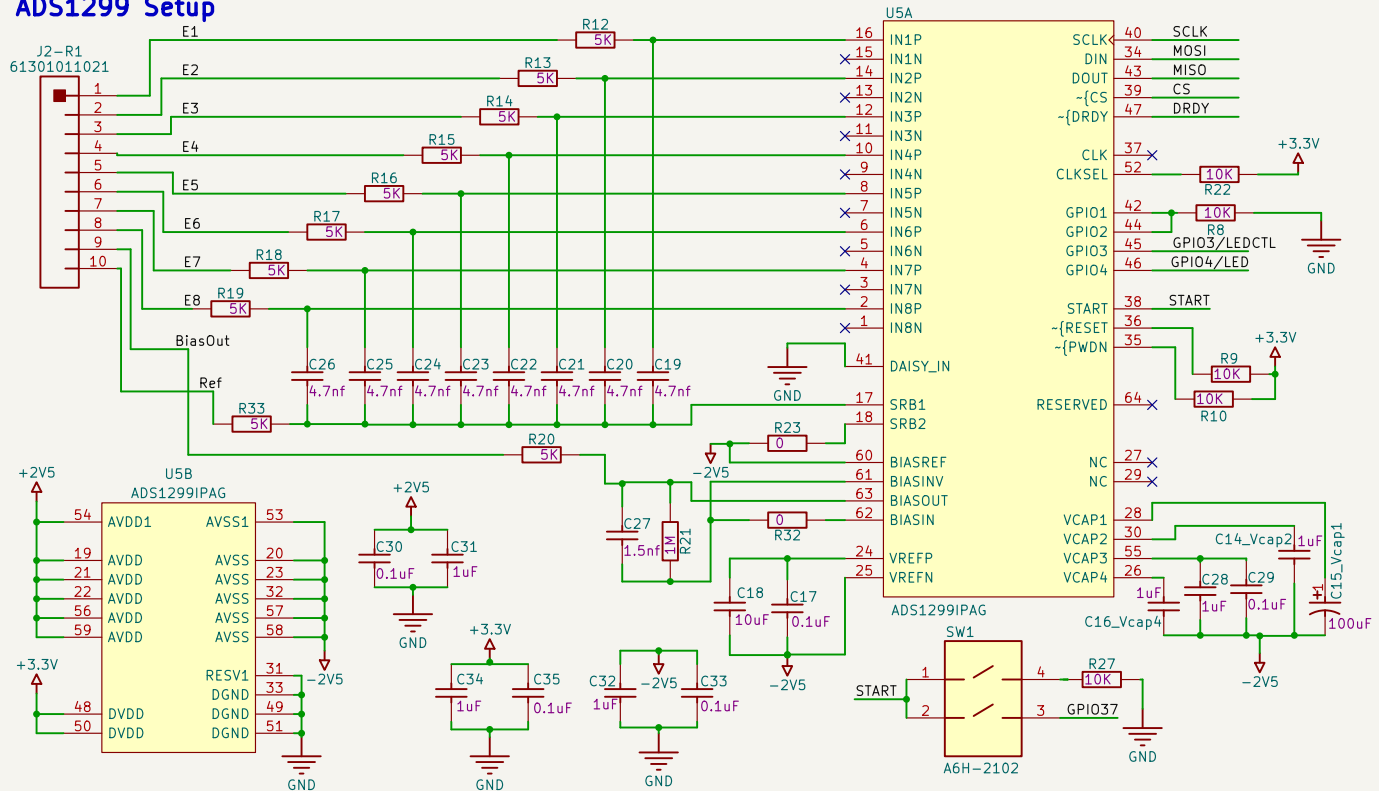 ADS1299 Setup
J2-R1
61301011021
1
2
3
4
5
6
7
8
9
10
E1
E2
E3
E4
E5
E6
E7
E8
BiasOut
Ref
R12
5K
R13
5K
R14
5K
R15
5K
R16
5K
R17
5K
R18
5K
R19
5K
R33
5K
R20
5K
C26
4.7nf
C25
4.7nf
C24
4.7nf
C23
4.7nf
C22
4.7nf
C21
4.7nf
C20
4.7nf
C19
4.7nf
U5A
16 IN1P
15 IN1N
14 IN2P
13 IN2N
12 IN3P
11 IN3N
10 IN4P
9 IN4N
8 IN5P
7 IN5N
6 IN6P
5 IN6N
4 IN7P
3 IN7N
2 IN8P
1 IN8N
41 DAISY_IN
17 SRB1
18 SRB2
60 BIASREF
61 BIASINV
63 BIASOUT
62 BIASIN
24 VREFP
25 VREFN
SCLK 40 SCLK
DIN 34 MOSI
DOUT 43 MISO
~{CS 39 CS
~{DRDY 47 DRDY
CLK 37
CLKSEL 52
GPIO1 42
GPIO2 44
GPIO3 45 GPIO3/LEDCTL
GPIO4 46 GPIO4/LED
START 38 START
~{RESET 36
~{PWDN 35
RESERVED 64
NC 27
NC 29
VCAP1 28
VCAP2 30
VCAP3 55
VCAP4 26
ADS1299IPAG
+3.3V
10K
R22
10K
R8
GND
+3.3V
R9
10K
10K
R10
GND
R23
0
-2V5
0
R32
C27
1.5nf
1M
R21
C18
10uF
C17
0.1uF
-2V5
C14_Vcap2
1uF
C15_Vcap1
+1
100uF
C28
1uF
C29
0.1uF
1uF
C16_Vcap4
-2V5
U5B
ADS1299IPAG
+2V5
54 AVDD1
19 AVDD
21 AVDD
22 AVDD
56 AVDD
59 AVDD
+3.3V
48 DVDD
50 DVDD
AVSS1 53
AVSS 20
AVSS 23
AVSS 32
AVSS 57
AVSS 58
-2V5
RESV1 31
DGND 33
DGND 49
DGND 51
GND
+2V5
C30
0.1uF
C31
1uF
GND
+3.3V
C34
1uF
C35
0.1uF
GND
-2V5
C32
1uF
C33
0.1uF
GND
SW1
START
1
2
4
3
R27
10K
GPIO37
GND
A6H-2102